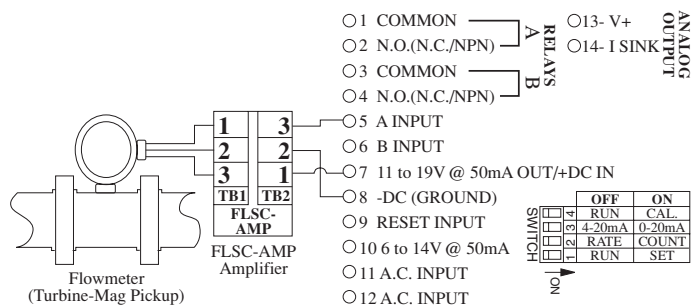 1 COMMON
2 N.O.(N.C./NPN)
A
3 COMMON
4 N.O.(N.C./NPN)
B
RELAYS
13- V+
14- I SINK
ANALOG
OUTPUT
5 A INPUT
6 B INPUT
7 11 to 19V @ 50mA OUT/+DC IN
8 -DC (GROUND)
9 RESET INPUT
10 6 to 14V @ 50mA
11 A.C. INPUT
12 A.C. INPUT
1 3
2 2
3 1
TB1 TB2
FLSC-
AMP
FLSC-AMP
Amplifier
Flowmeter
(Turbine-Mag Pickup)
SWITCH
OFF ON
4 RUN CAL.
3 4-20mA 0-20mA
2 RATE COUNT
1 RUN SET
ON